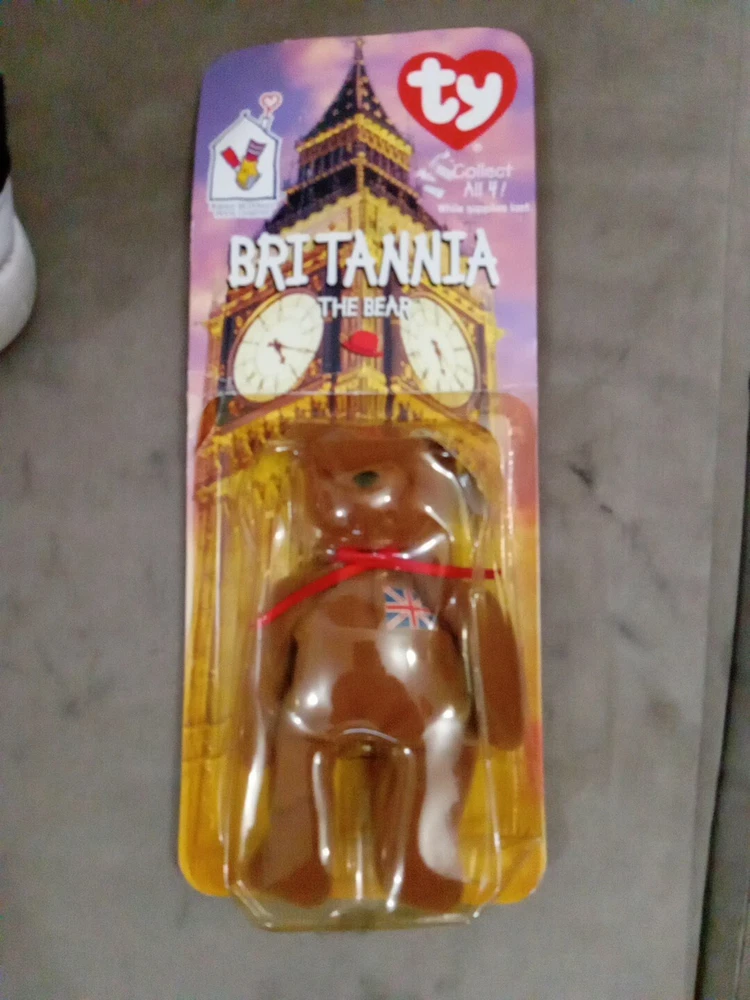 ty
Collect
All 4!
While supplies last
BRITANNIA
THE BEAR